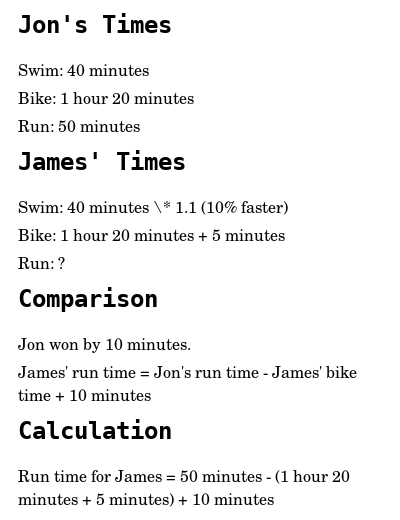 Jon's Times
Swim: 40 minutes
Bike: 1 hour 20 minutes
Run: 50 minutes
James' Times
Swim: 40 minutes \* 1.1 (10% faster)
Bike: 1 hour 20 minutes + 5 minutes
Run: ?
Comparison
Jon won by 10 minutes.
James' run time = Jon's run time - James' bike
time + 10 minutes
Calculation
Run time for James = 50 minutes - (1 hour 20
minutes + 5 minutes) + 10 minutes